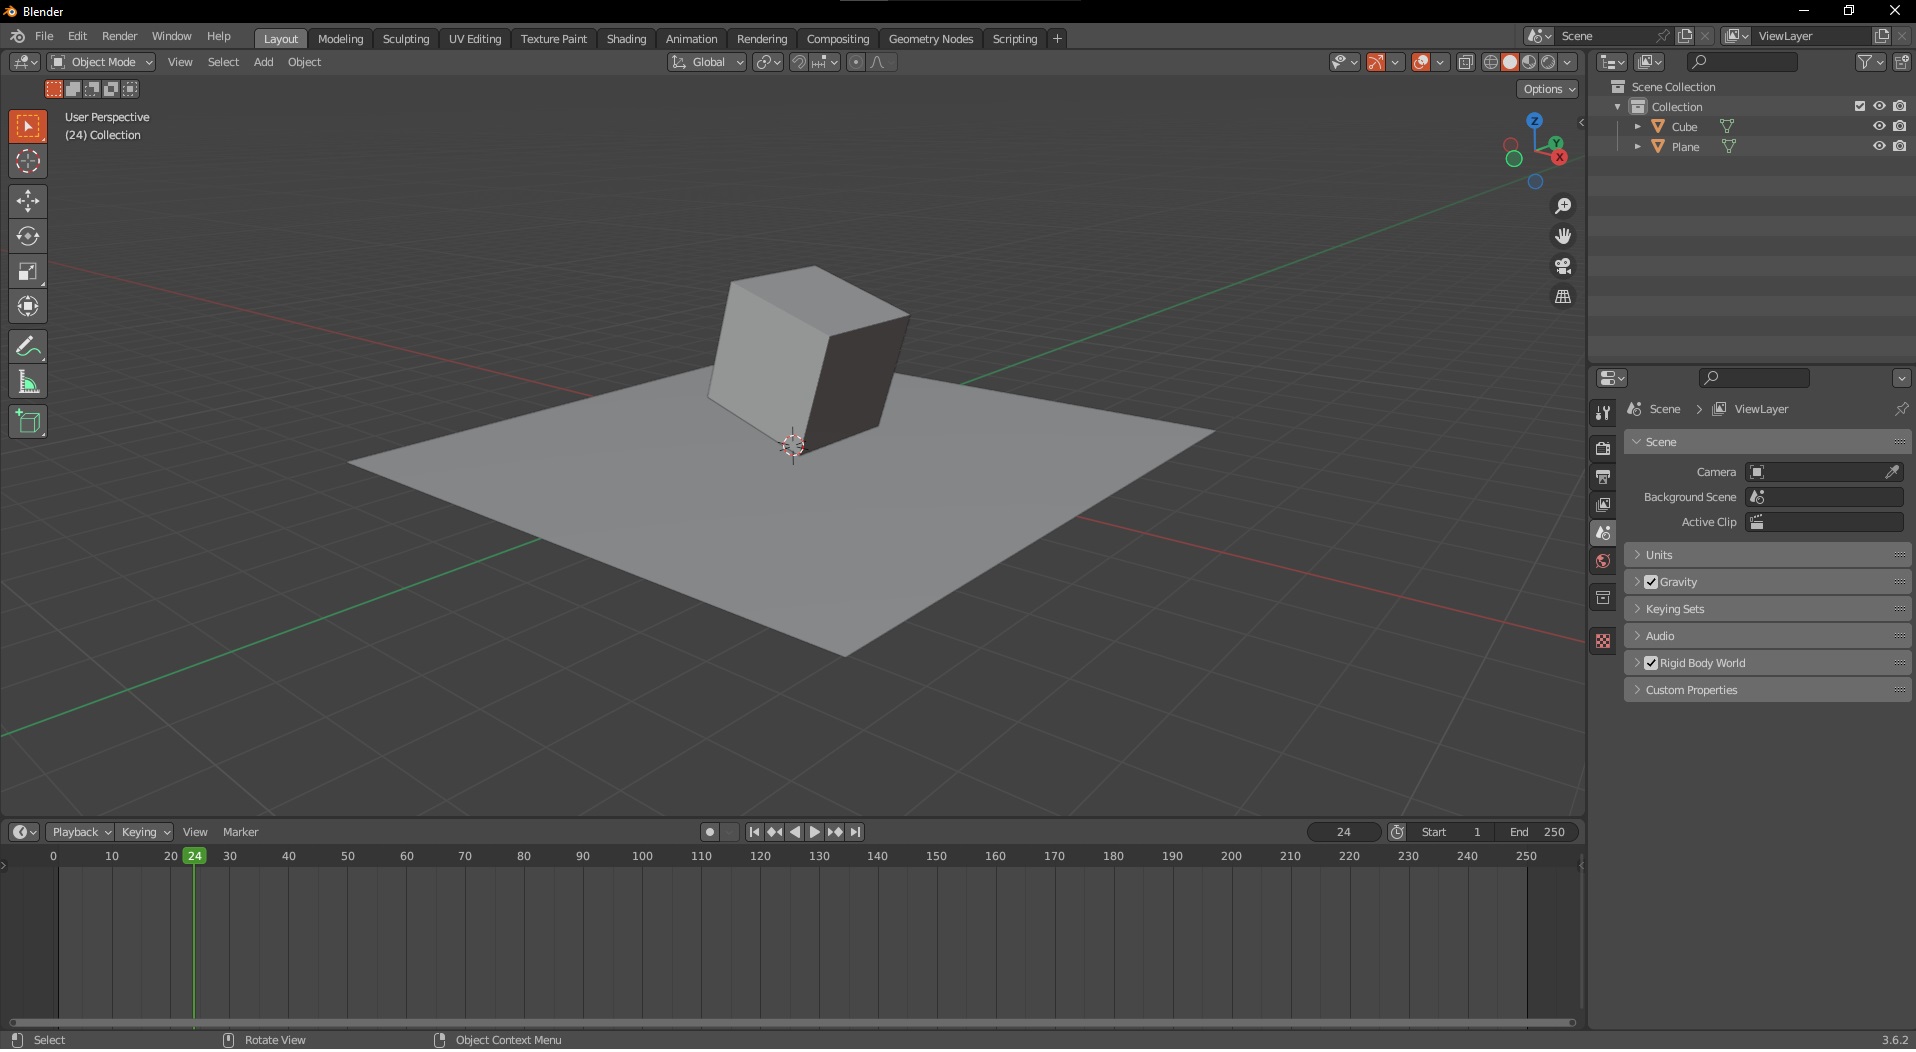 Blender
File Edit Render Window Help Layout Modeling Sculpting UV Editing Texture Paint Shading Animation Rendering Compositing Geometry Nodes Scripting + Scene ViewLayer
Object Mode View Select Add Object Global
Options
User Perspective
(24) Collection
Z
Y
X
Scene Collection
Collection
Cube
Plane
Scene > ViewLayer
Scene
Camera
Background Scene
Active Clip
Units
Gravity
Keying Sets
Audio
Rigid Body World
Custom Properties
Playback Keying View Marker 24 Start 1 End 250
0 10 20 24 30 40 50 60 70 80 90 100 110 120 130 140 150 160 170 180 190 200 210 220 230 240 250
Select Rotate View Object Context Menu 3.6.2